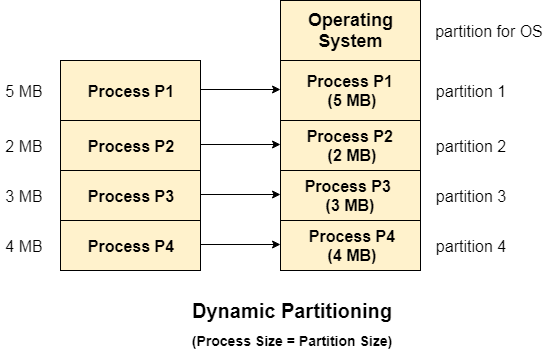 Operating
System
partition for OS
5 MB
Process P1
Process P1
(5 MB)
partition 1
2 MB
Process P2
Process P2
(2 MB)
partition 2
3 MB
Process P3
Process P3
(3 MB)
partition 3
4 MB
Process P4
Process P4
(4 MB)
partition 4
Dynamic Partitioning
(Process Size = Partition Size)